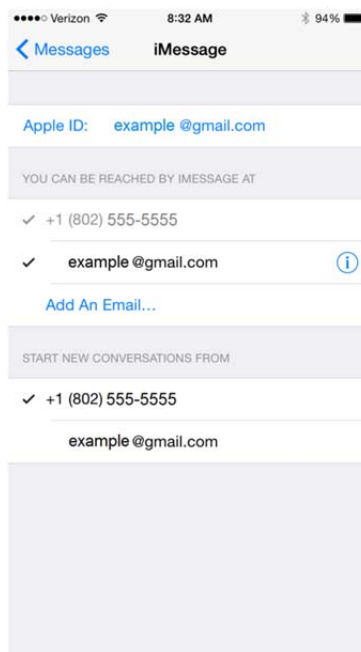 Verizon 8:32 AM 94%
Messages iMessage
Apple ID: example @gmail.com
YOU CAN BE REACHED BY IMESSAGE AT
+1 (802) 555-5555
example @gmail.com
Add An Email...
START NEW CONVERSATIONS FROM
+1 (802) 555-5555
example @gmail.com